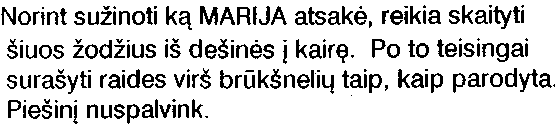 Norint sužinoti ką MARIJA atsakė, reikia skaityti
šiuos žodžius iš dešinės į kairę. Po to teisingai
surašyti raides virš brūkšnelių taip, kaip parodyta.
Piešinį nuspalvink.